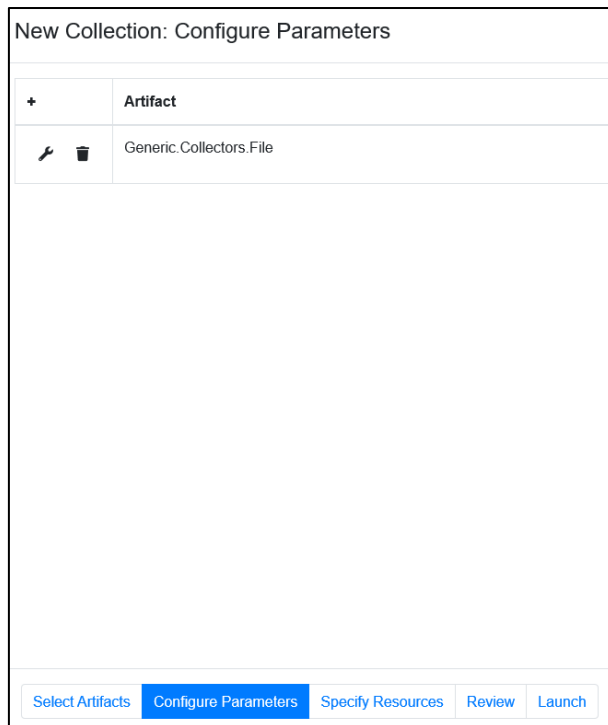 New Collection: Configure Parameters
+ Artifact
Generic.Collectors.File
Select Artifacts Configure Parameters Specify Resources Review Launch